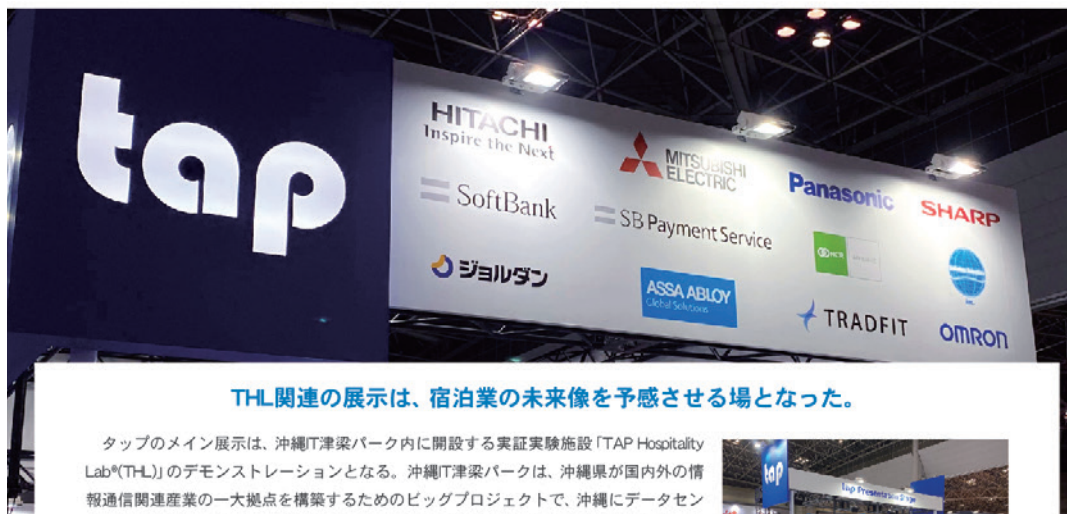 tap
HITACHI
Inspire the Next
MITSUBISHI
ELECTRIC
Panasonic
SHARP
SoftBank
SB Payment Service
ジョルダン
ASSA ABLOY
Global Solutions
TRADFIT
OMRON
THL関連の展示は、宿泊業の未来像を予感させる場となった。
タップのメイン展示は、沖縄IT津梁パーク内に開設する実証実験施設「TAP Hospitality
Lab®(THL)」のデモンストレーションとなる。沖縄IT津梁パークは、沖縄県が国内外の情
報通信関連産業の一大拠点を構築するためのビッグプロジェクトで、沖縄にデータセン
tap
tap Presentation Stage